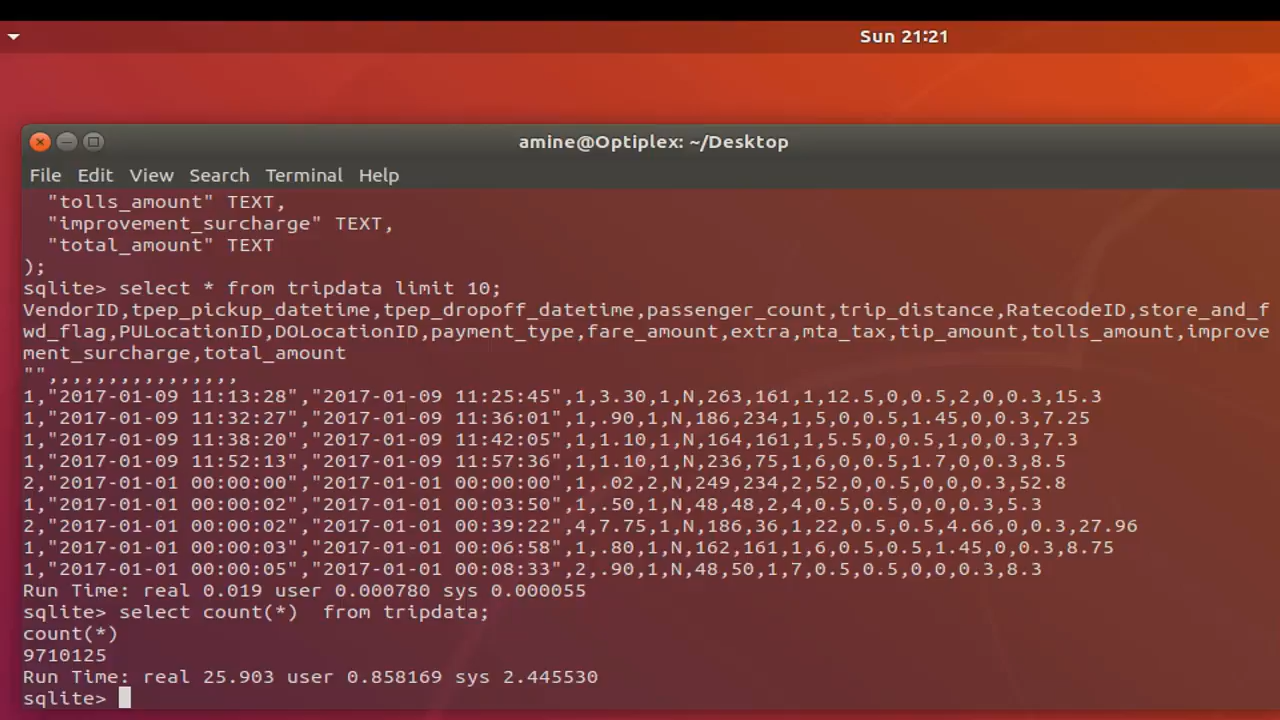 Sun 21:21
amine@Optiplex: ~/Desktop
File Edit View Search Terminal Help
"tolls_amount" TEXT,
"improvement_surcharge" TEXT,
"total_amount" TEXT
);
sqlite> select * from tripdata limit 10;
VendorID,tpep_pickup_datetime,tpep_dropoff_datetime,passenger_count,trip_distance,RatecodeID,store_and_f
wd_flag,PULocationID,DOLocationID,payment_type,fare_amount,extra,mta_tax,tip_amount,tolls_amount,improve
ment_surcharge,total_amount
"",,,,,,,,,,,,,,,,
1,"2017-01-09 11:13:28","2017-01-09 11:25:45",1,3.30,1,N,263,161,1,12.5,0,0.5,2,0,0.3,15.3
1,"2017-01-09 11:32:27","2017-01-09 11:36:01",1,.90,1,N,186,234,1,5,0,0.5,1.45,0,0.3,7.25
1,"2017-01-09 11:38:20","2017-01-09 11:42:05",1,1.10,1,N,164,161,1,5.5,0,0.5,1,0,0.3,7.3
1,"2017-01-09 11:52:13","2017-01-09 11:57:36",1,1.10,1,N,236,75,1,6,0,0.5,1.7,0,0.3,8.5
2,"2017-01-01 00:00:00","2017-01-01 00:00:00",1,.02,2,N,249,234,2,52,0,0.5,0,0,0.3,52.8
1,"2017-01-01 00:00:02","2017-01-01 00:03:50",1,.50,1,N,48,48,2,4,0.5,0.5,0,0,0.3,5.3
2,"2017-01-01 00:00:02","2017-01-01 00:39:22",4,7.75,1,N,186,36,1,22,0.5,0.5,4.66,0,0.3,27.96
1,"2017-01-01 00:00:03","2017-01-01 00:06:58",1,.80,1,N,162,161,1,6,0.5,0.5,1.45,0,0.3,8.75
1,"2017-01-01 00:00:05","2017-01-01 00:08:33",2,.90,1,N,48,50,1,7,0.5,0.5,0,0,0.3,8.3
Run Time: real 0.019 user 0.000780 sys 0.000055
sqlite> select count(*)  from tripdata;
count(*)
9710125
Run Time: real 25.903 user 0.858169 sys 2.445530
sqlite>